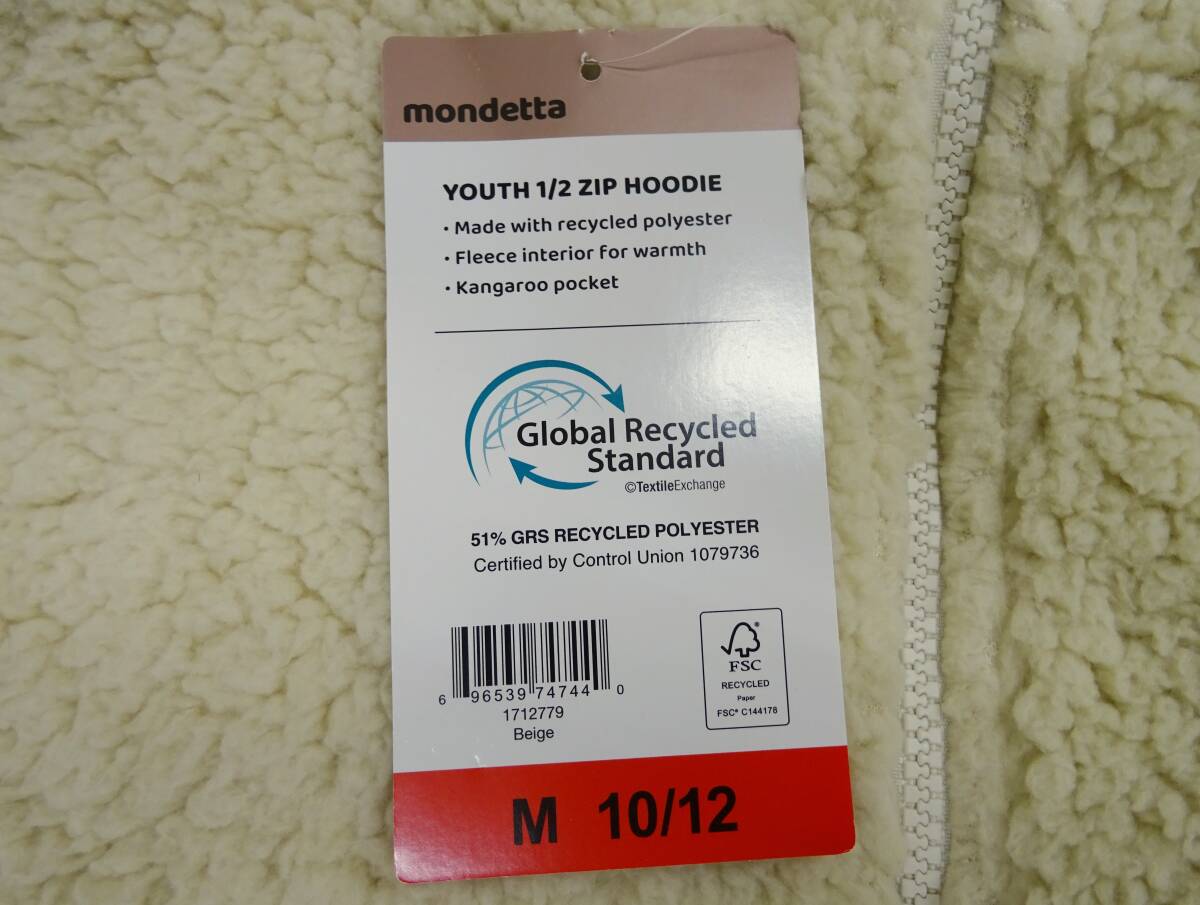 mondetta
YOUTH 1/2 ZIP HOODIE
• Made with recycled polyester
• Fleece interior for warmth
• Kangaroo pocket
Global Recycled
Standard
©TextileExchange
51% GRS RECYCLED POLYESTER
Certified by Control Union 1079736
6 96539 74744 0
1712779
Beige
FSC®
RECYCLED
Paper
FSC® C144178
M 10/12